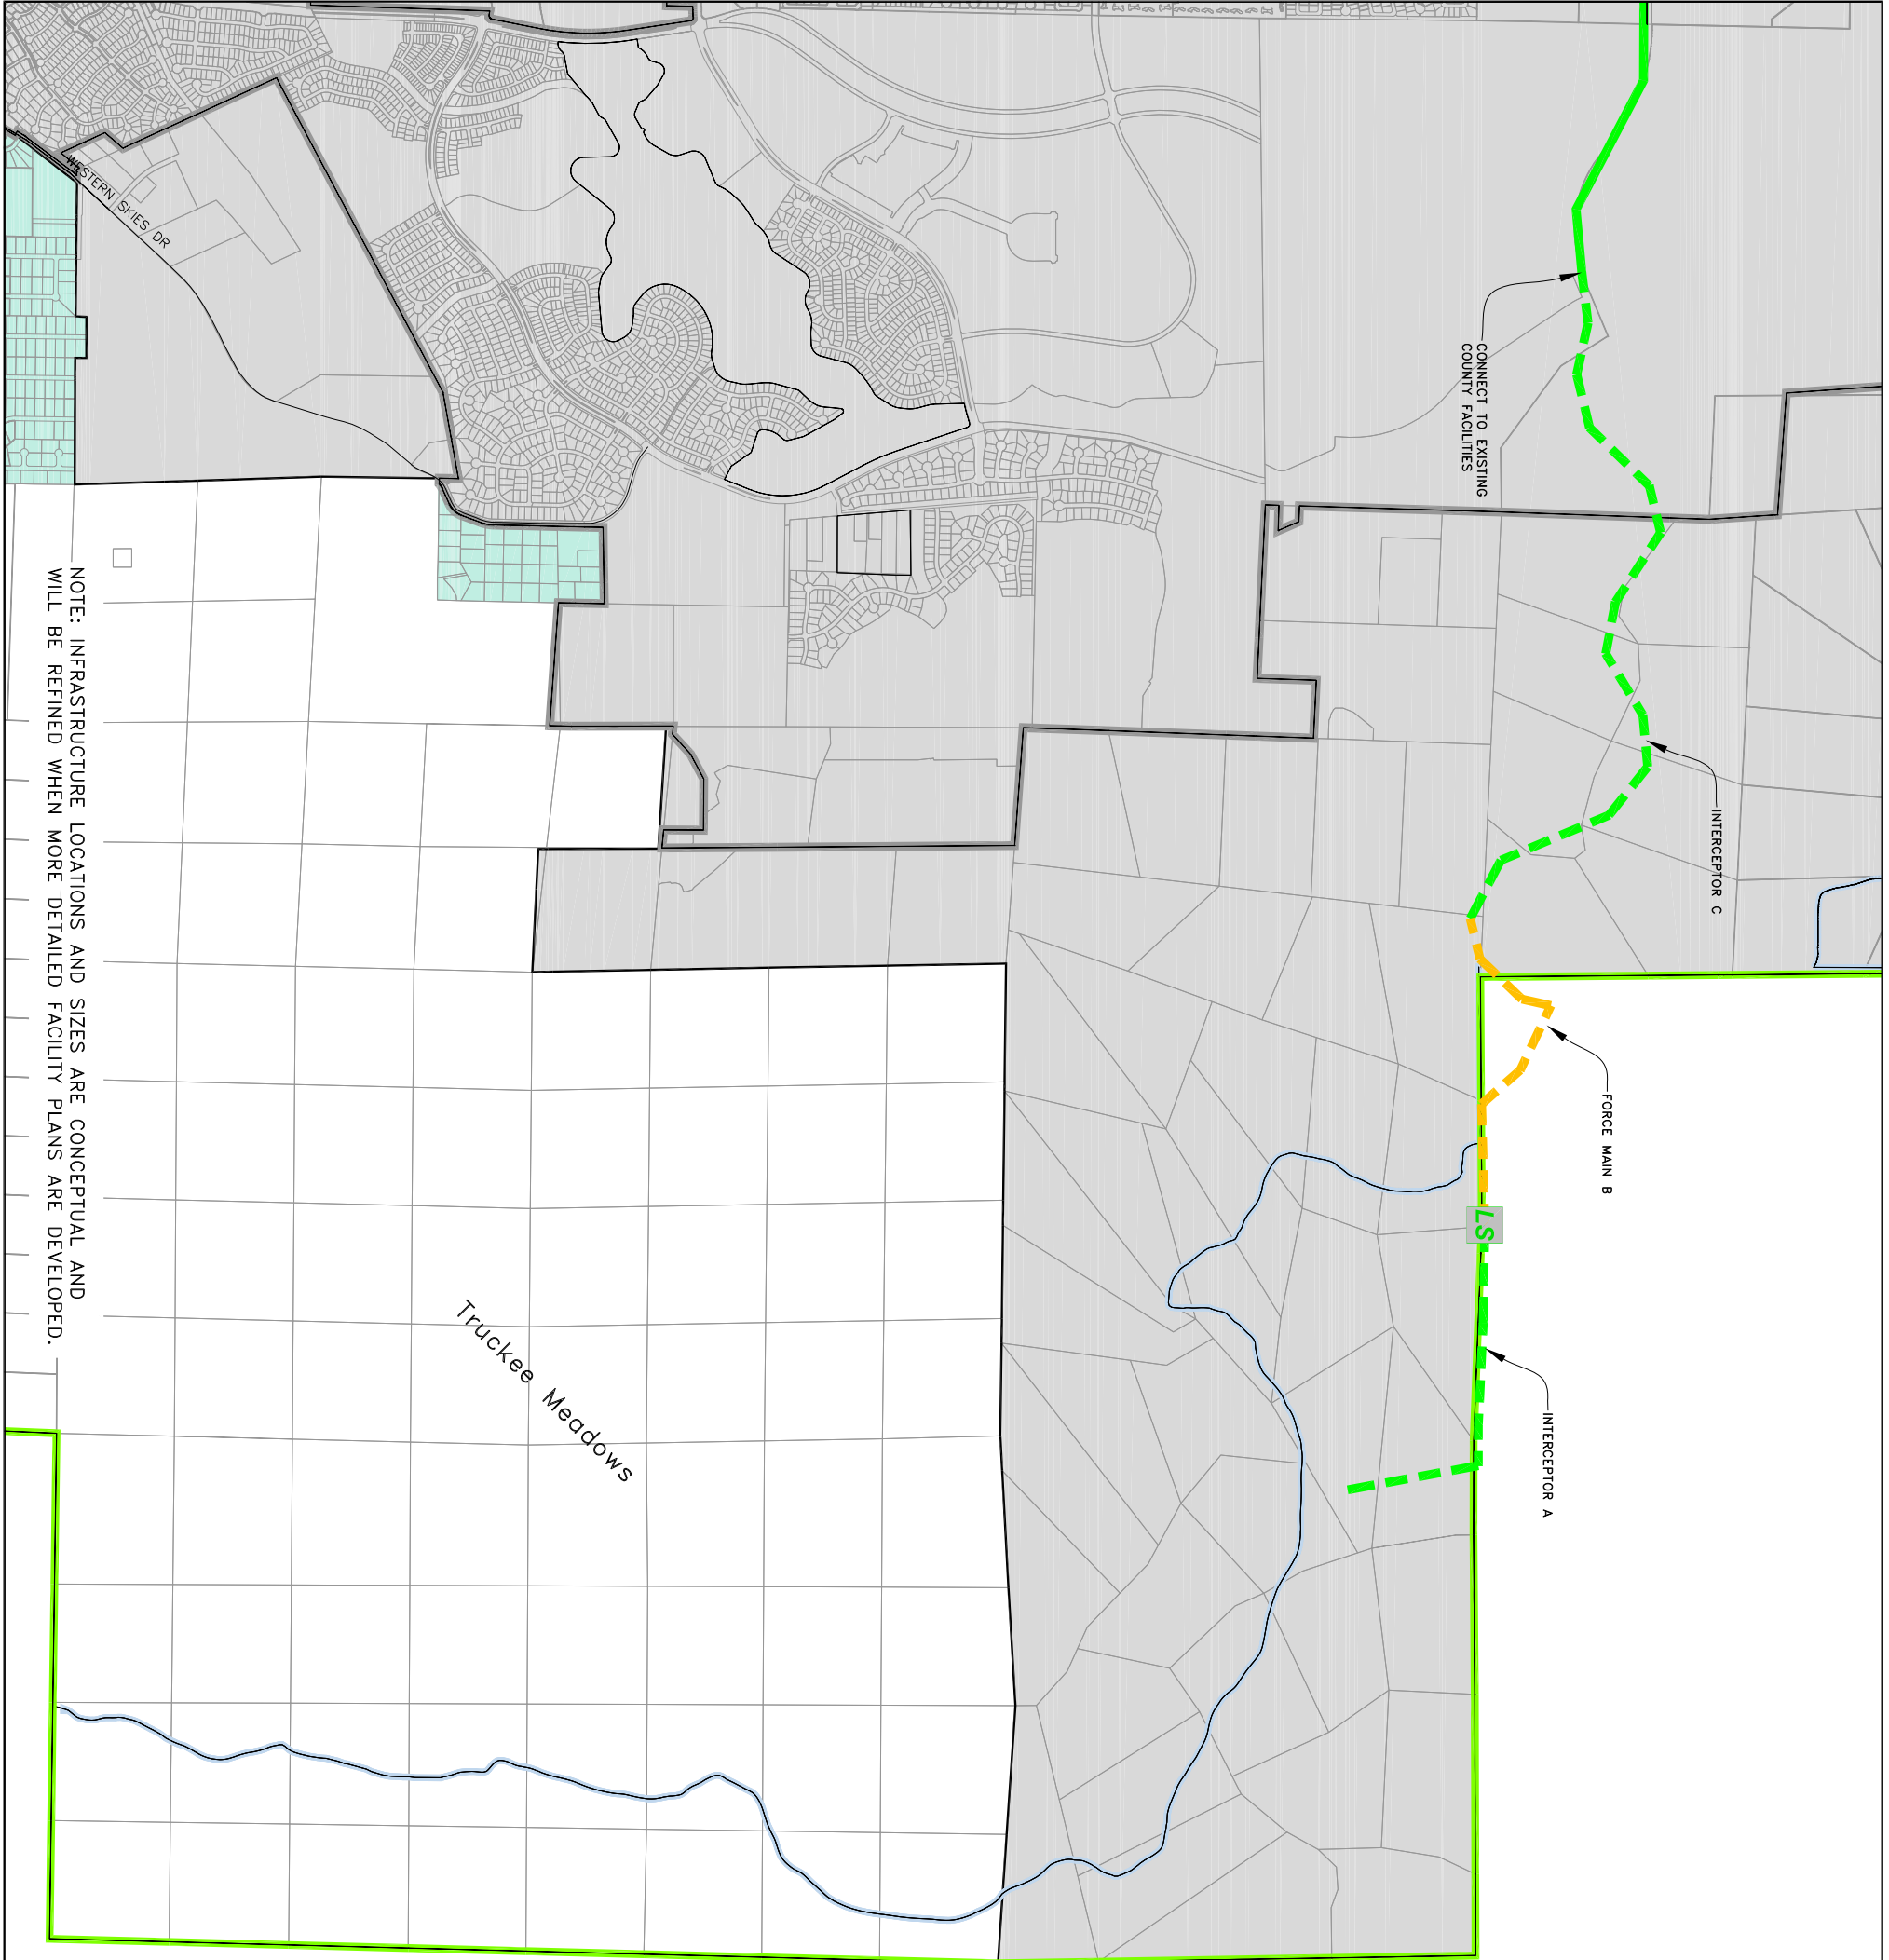 CONNECT TO EXISTING
COUNTY FACILITIES
INTERCEPTOR C
FORCE MAIN B
LS
INTERCEPTOR A
WESTERN SKIES DR
Truckee Meadows
NOTE: INFRASTRUCTURE LOCATIONS AND SIZES ARE CONCEPTUAL AND
WILL BE REFINED WHEN MORE DETAILED FACILITY PLANS ARE DEVELOPED.